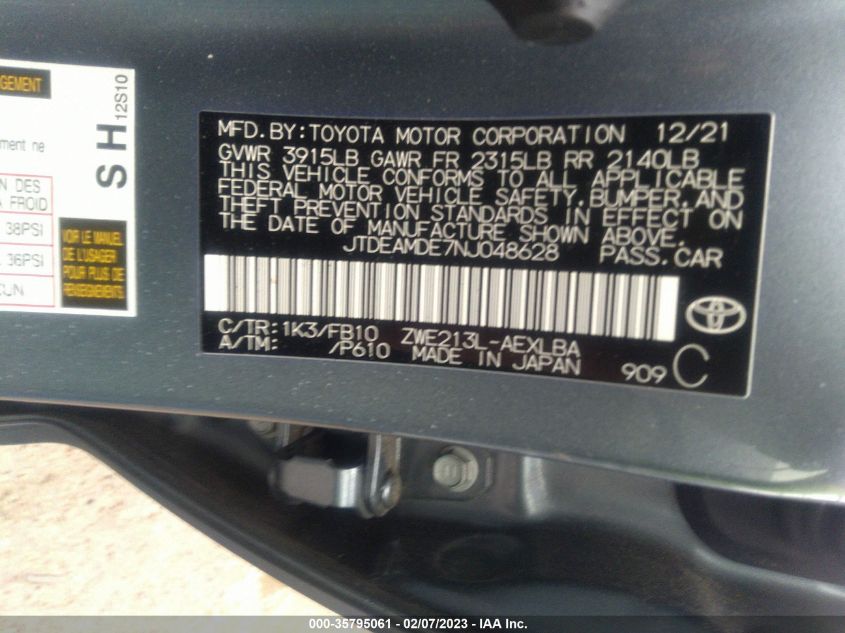 GEMENT
SH 12S10
ment ne
ON DES
A FROID
38PSI
36PSI
VOIR LE MANUEL
DE L'USAGER
POUR PLUS DE
RENSEIGNEMENTS
MFD.BY:TOYOTA MOTOR CORPORATION 12/21
GVWR 3915LB GAWR FR 2315LB RR 2140LB
THIS VEHICLE CONFORMS TO ALL APPLICABLE
FEDERAL MOTOR VEHICLE SAFETY,BUMPER,AND
THEFT PREVENTION STANDARDS IN EFFECT ON
THE DATE OF MANUFACTURE SHOWN ABOVE.
JTDEAMDE7NJ048628 PASS.CAR
C/TR:1K3/FB10 ZWE213L-AEXLBA
A/TM: /P610 MADE IN JAPAN
909 C
000-35795061 - 02/07/2023 - IAA Inc.